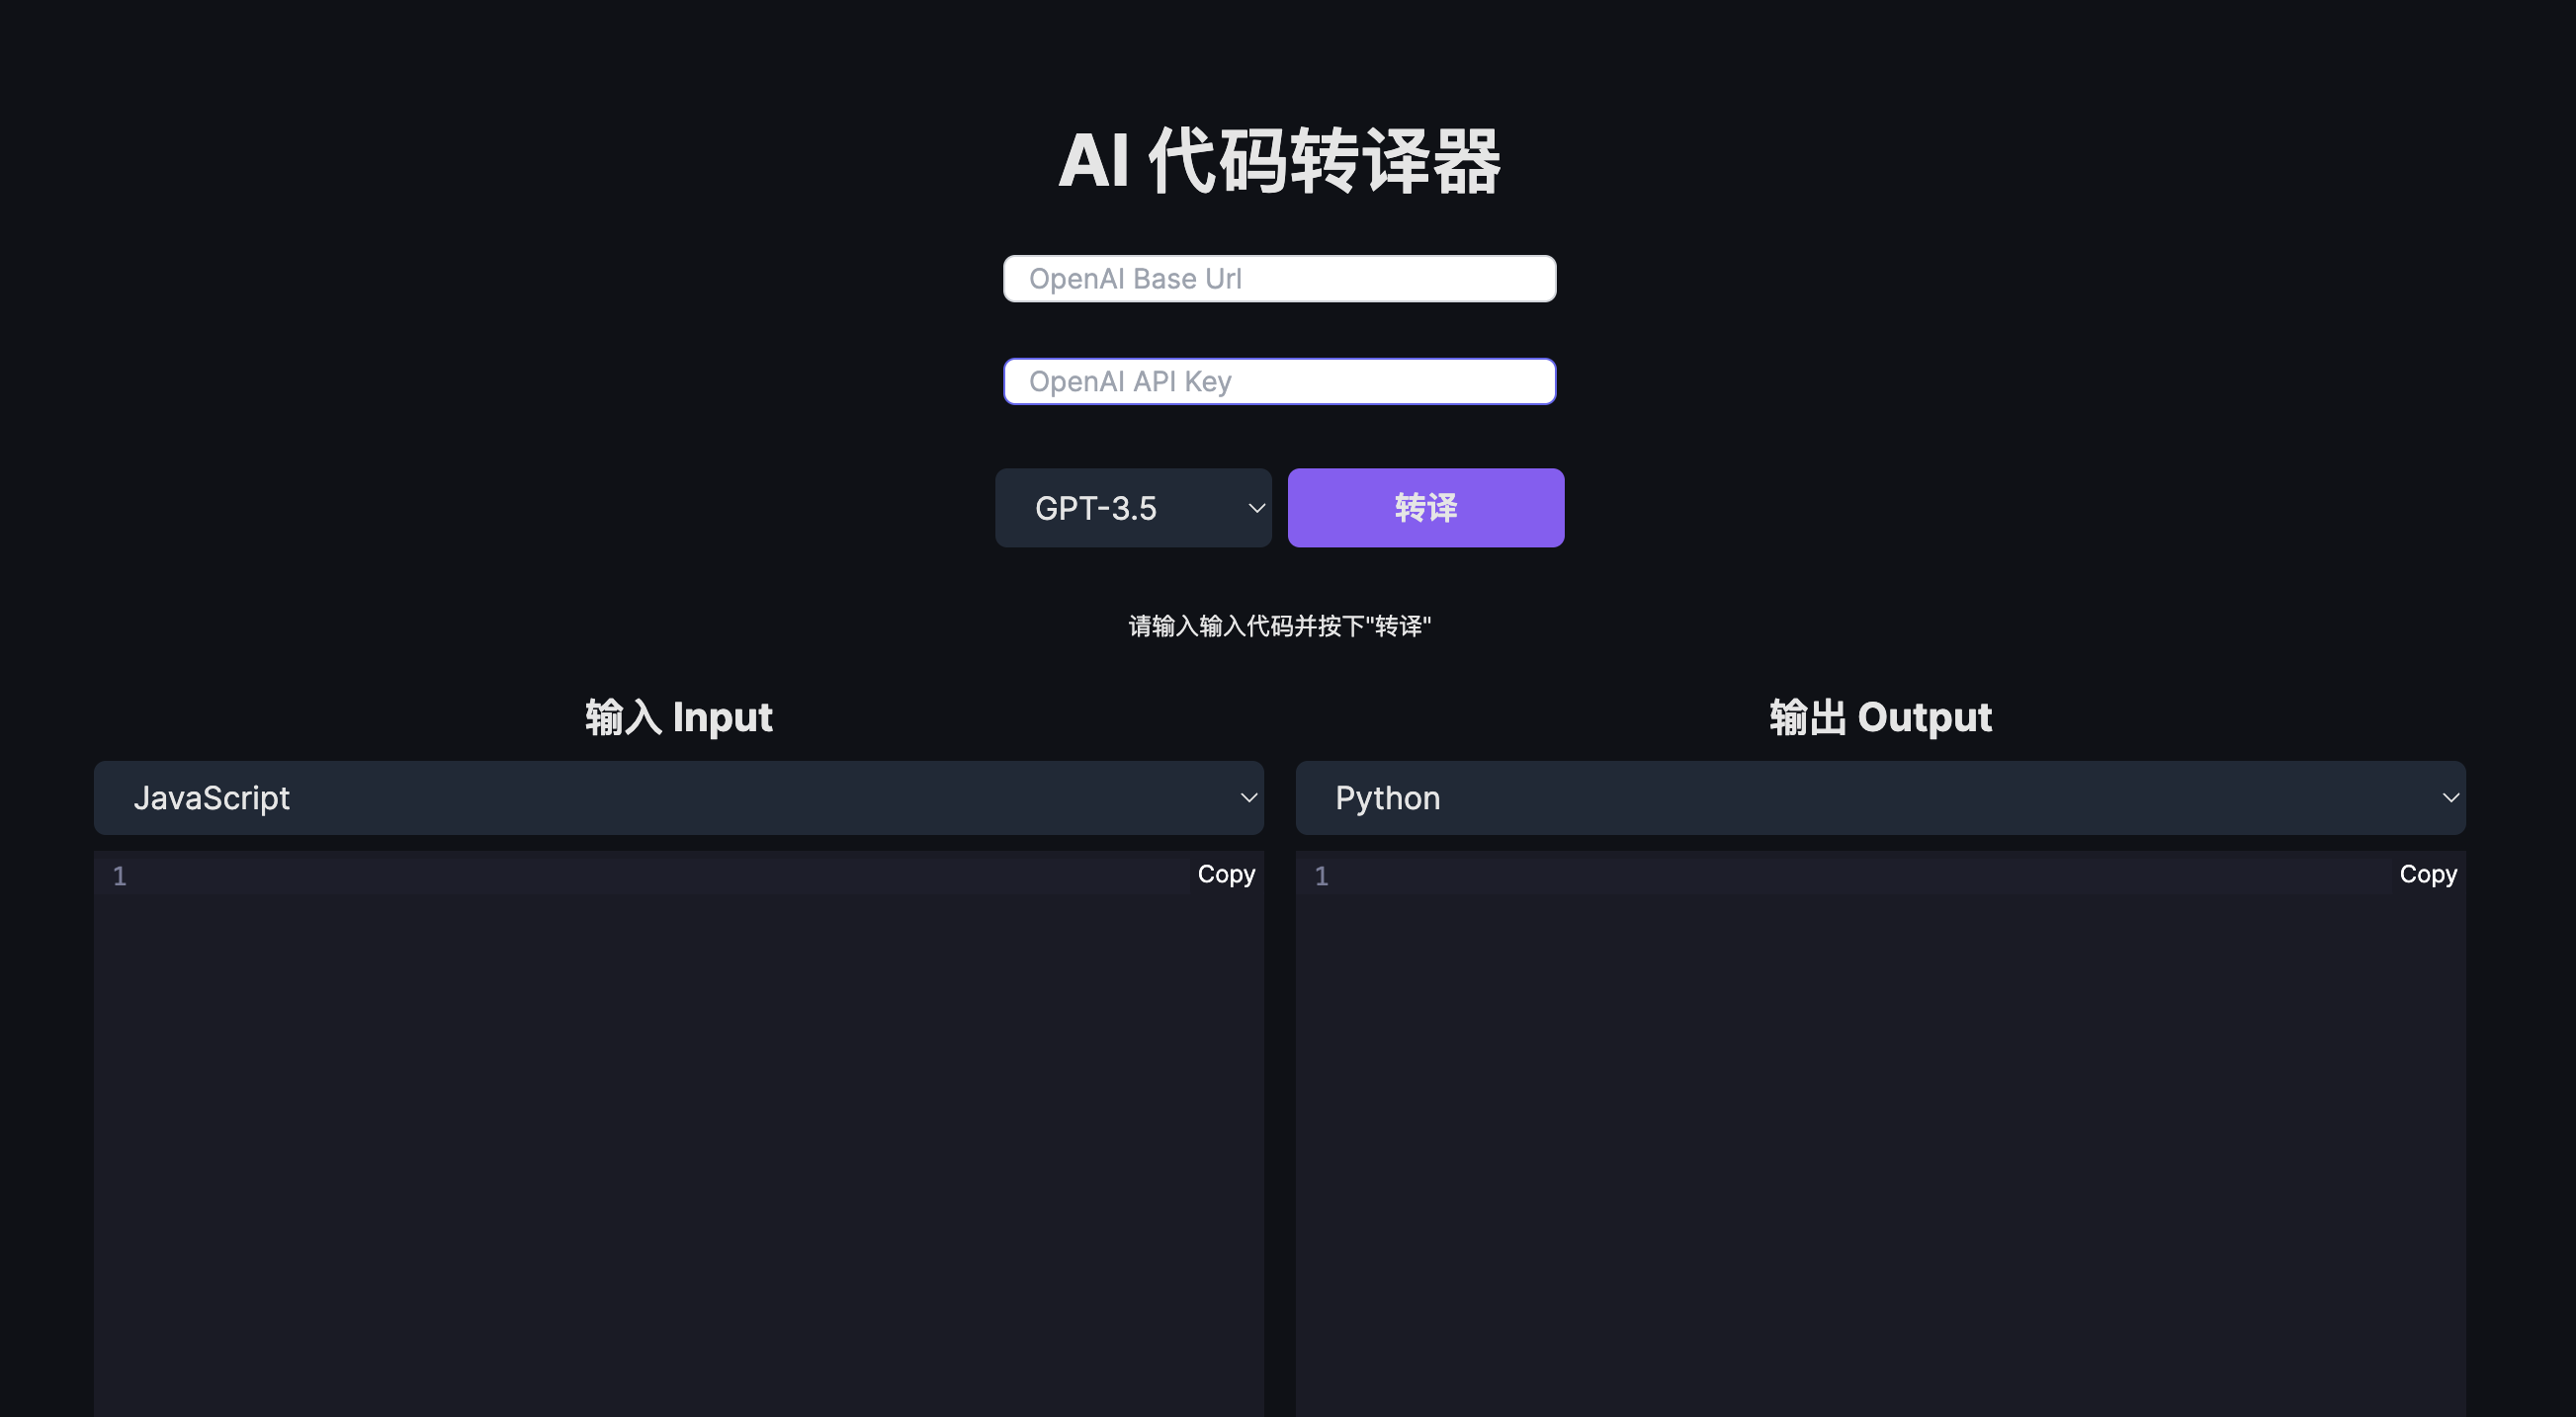 AI 代码转译器
OpenAI Base Url
OpenAI API Key
GPT-3.5
转译
请输入输入代码并按下"转译"
输入 Input
JavaScript
1
Copy
输出 Output
Python
1
Copy